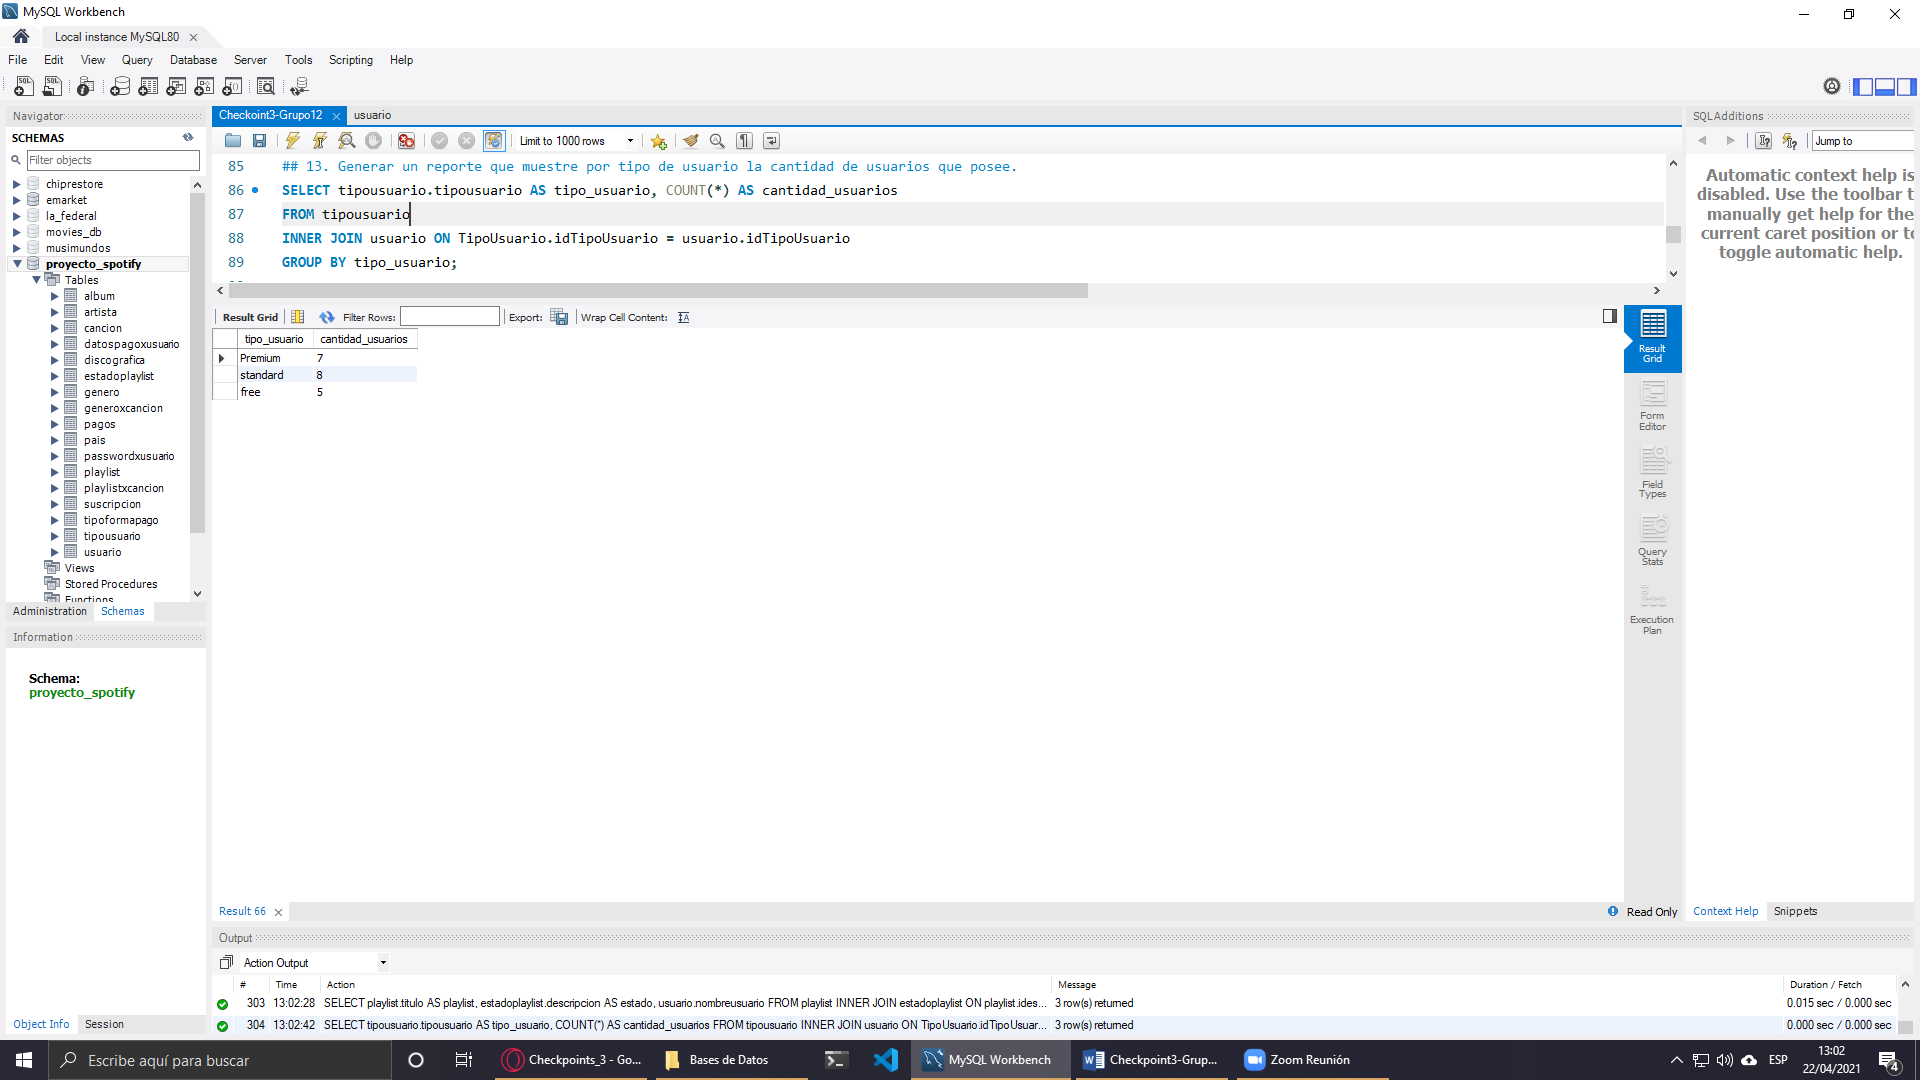 MySQL Workbench
Local instance MySQL80
File Edit View Query Database Server Tools Scripting Help
Navigator
SCHEMAS
Filter objects
chiprestore
emarket
la_federal
movies_db
musimundos
proyecto_spotify
Tables
album
artista
cancion
datospagoxusuario
discografica
estadoplaylist
genero
generoxcancion
pagos
pais
passwordxusuario
playlist
playlistxcancion
suscripcion
tipoformapago
tipousuario
usuario
Views
Stored Procedures
Functions
Administration Schemas
Information
Schema:
proyecto_spotify
Object Info Session
Checkoint3-Grupo12 usuario
Limit to 1000 rows
85 ## 13. Generar un reporte que muestre por tipo de usuario la cantidad de usuarios que posee.
86 SELECT tipousuario.tipousuario AS tipo_usuario, COUNT(*) AS cantidad_usuarios
87 FROM tipousuario
88 INNER JOIN usuario ON TipoUsuario.idTipoUsuario = usuario.idTipoUsuario
89 GROUP BY tipo_usuario;
Result Grid Filter Rows: Export: Wrap Cell Content:
tipo_usuario cantidad_usuarios
Premium 7
standard 8
free 5
Result Grid
Form Editor
Field Types
Query Stats
Execution Plan
Result 66
Read Only
SQLAdditions
Jump to
Automatic context help is
disabled. Use the toolbar t
manually get help for the
current caret position or to
toggle automatic help.
Context Help Snippets
Output
Action Output
# Time Action Message Duration / Fetch
303 13:02:28 SELECT playlist.titulo AS playlist, estadoplaylist.descripcion AS estado, usuario.nombreusuario FROM playlist INNER JOIN estadoplaylist ON playlist.ides... 3 row(s) returned 0.015 sec / 0.000 sec
304 13:02:42 SELECT tipousuario.tipousuario AS tipo_usuario, COUNT(*) AS cantidad_usuarios FROM tipousuario INNER JOIN usuario ON TipoUsuario.idTipoUsuar... 3 row(s) returned 0.000 sec / 0.000 sec
Escribe aquí para buscar
Checkpoints_3 - Go...
Bases de Datos
MySQL Workbench
Checkpoint3-Grup...
Zoom Reunión
ESP
13:02
22/04/2021
4